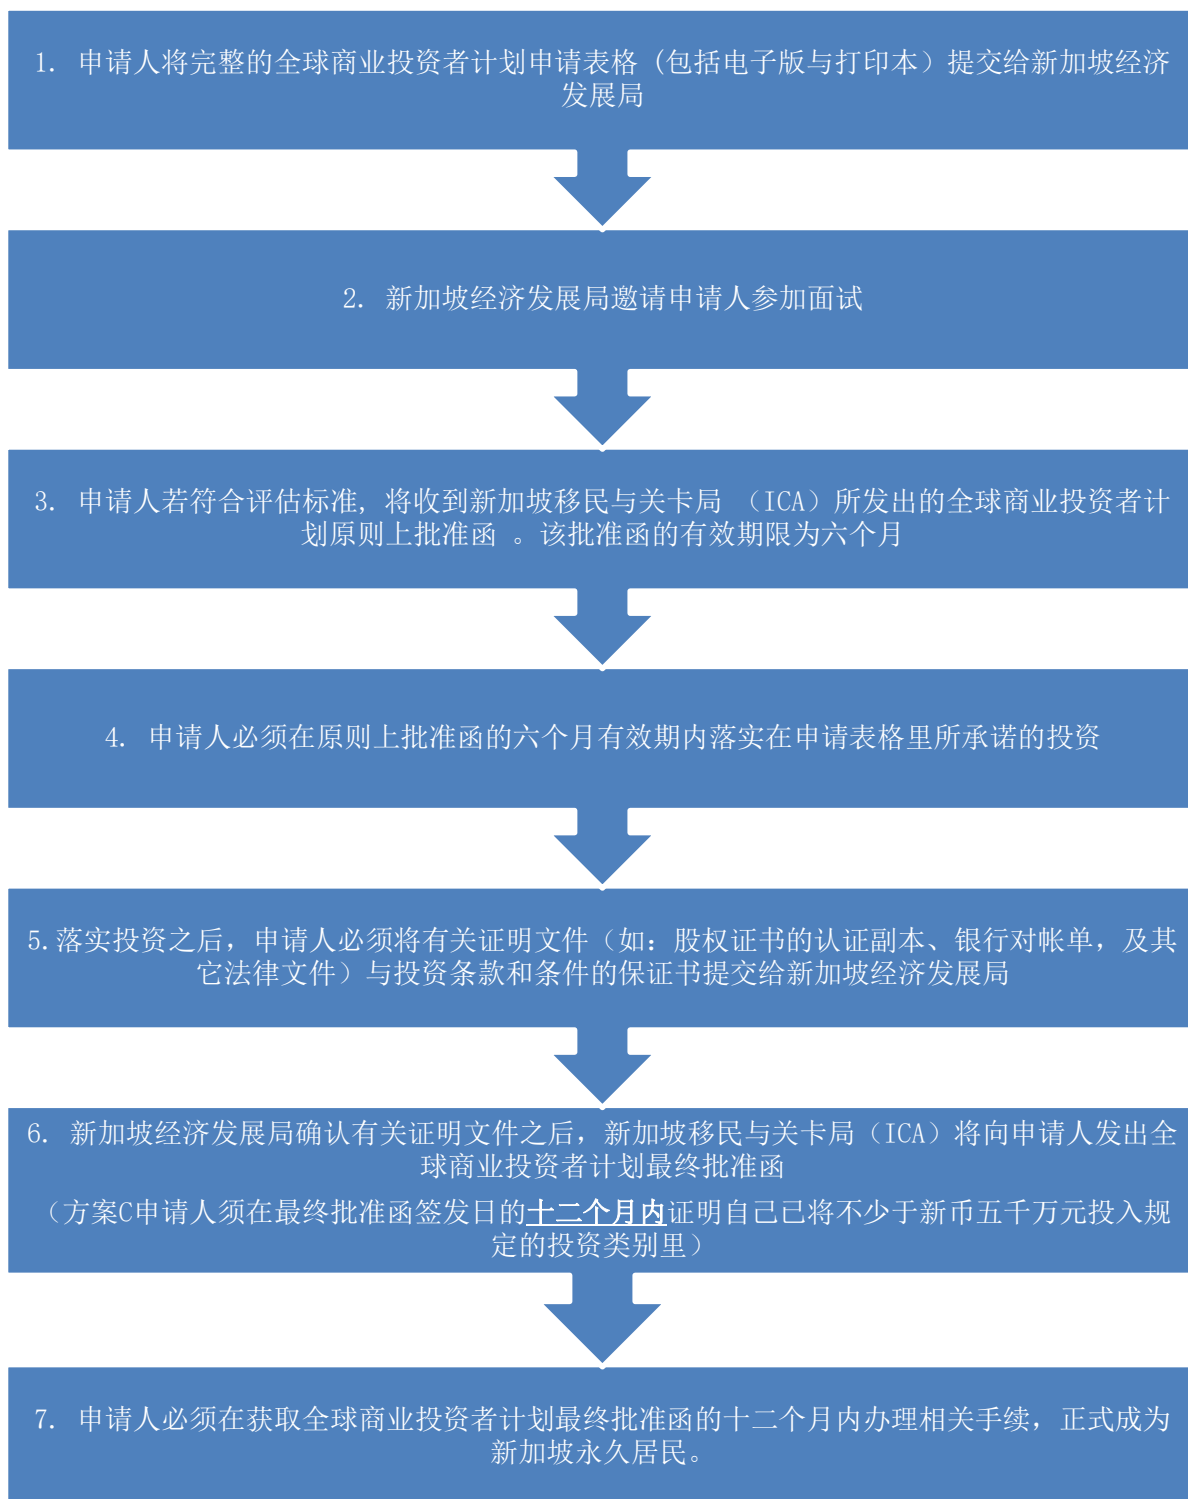 1. 申请人将完整的全球商业投资者计划申请表格 (包括电子版与打印本）提交给新加坡经济
发展局
2. 新加坡经济发展局邀请申请人参加面试
3. 申请人若符合评估标准, 将收到新加坡移民与关卡局 （ICA）所发出的全球商业投资者计
划原则上批准函 。该批准函的有效期限为六个月
4. 申请人必须在原则上批准函的六个月有效期内落实在申请表格里所承诺的投资
5.落实投资之后，申请人必须将有关证明文件（如：股权证书的认证副本、银行对帐单，及其
它法律文件）与投资条款和条件的保证书提交给新加坡经济发展局
6. 新加坡经济发展局确认有关证明文件之后，新加坡移民与关卡局（ICA）将向申请人发出全
球商业投资者计划最终批准函
（方案C申请人须在最终批准函签发日的十二个月内证明自己已将不少于新币五千万元投入规
定的投资类别里）
7. 申请人必须在获取全球商业投资者计划最终批准函的十二个月内办理相关手续，正式成为
新加坡永久居民。